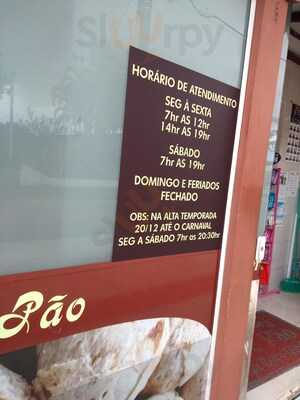 HORÁRIO DE ATENDIMENTO
SEG À SEXTA
7hr AS 12hr
14hr AS 19hr
SÁBADO
7hr AS 19hr
DOMINGO E FERIADOS
FECHADO
OBS: NA ALTA TEMPORADA
20/12 ATÉ O CARNAVAL
SEG A SÁBADO 7hr às 20:30hr
Pão